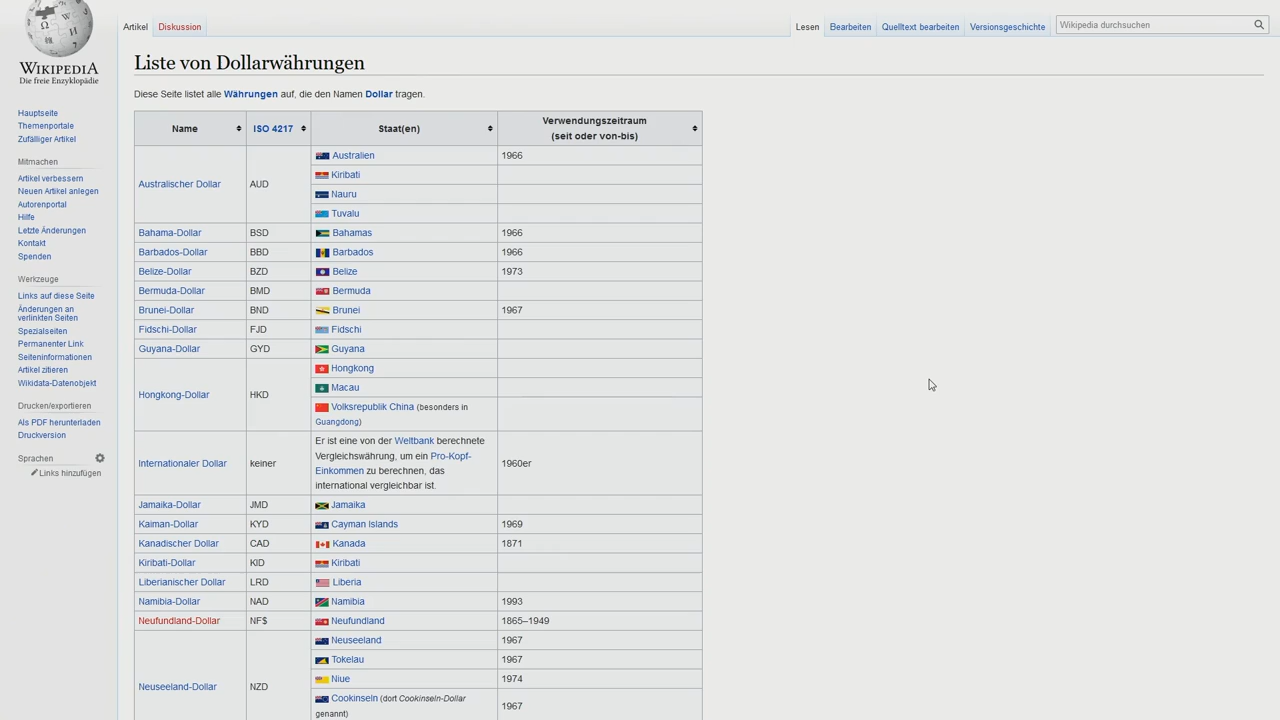 WIKIPEDIA
Die freie Enzyklopädie
Hauptseite
Themenportale
Zufälliger Artikel
Mitmachen
Artikel verbessern
Neuen Artikel anlegen
Autorenportal
Hilfe
Letzte Änderungen
Kontakt
Spenden
Werkzeuge
Links auf diese Seite
Änderungen an
verlinkten Seiten
Spezialseiten
Permanenter Link
Seiteninformationen
Artikel zitieren
Wikidata-Datenobjekt
Drucken/exportieren
Als PDF herunterladen
Druckversion
Sprachen
Links hinzufügen
Artikel Diskussion Lesen Bearbeiten Quelltext bearbeiten Versionsgeschichte Wikipedia durchsuchen
Liste von Dollarwährungen
Diese Seite listet alle Währungen auf, die den Namen Dollar tragen.
Name ISO 4217 Staat(en) Verwendungszeitraum
(seit oder von-bis)
Australischer Dollar AUD Australien 1966
Kiribati
Nauru
Tuvalu
Bahama-Dollar BSD Bahamas 1966
Barbados-Dollar BBD Barbados 1966
Belize-Dollar BZD Belize 1973
Bermuda-Dollar BMD Bermuda
Brunei-Dollar BND Brunei 1967
Fidschi-Dollar FJD Fidschi
Guyana-Dollar GYD Guyana
Hongkong-Dollar HKD Hongkong
Macau
Volksrepublik China (besonders in
Guangdong)
Internationaler Dollar keiner Er ist eine von der Weltbank berechnete
Vergleichswährung, um ein Pro-Kopf-
Einkommen zu berechnen, das
international vergleichbar ist. 1960er
Jamaika-Dollar JMD Jamaika
Kaiman-Dollar KYD Cayman Islands 1969
Kanadischer Dollar CAD Kanada 1871
Kiribati-Dollar KID Kiribati
Liberianischer Dollar LRD Liberia
Namibia-Dollar NAD Namibia 1993
Neufundland-Dollar NF$ Neufundland 1865–1949
Neuseeland-Dollar NZD Neuseeland 1967
Tokelau 1967
Niue 1974
Cookinseln (dort Cookinseln-Dollar
genannt) 1967